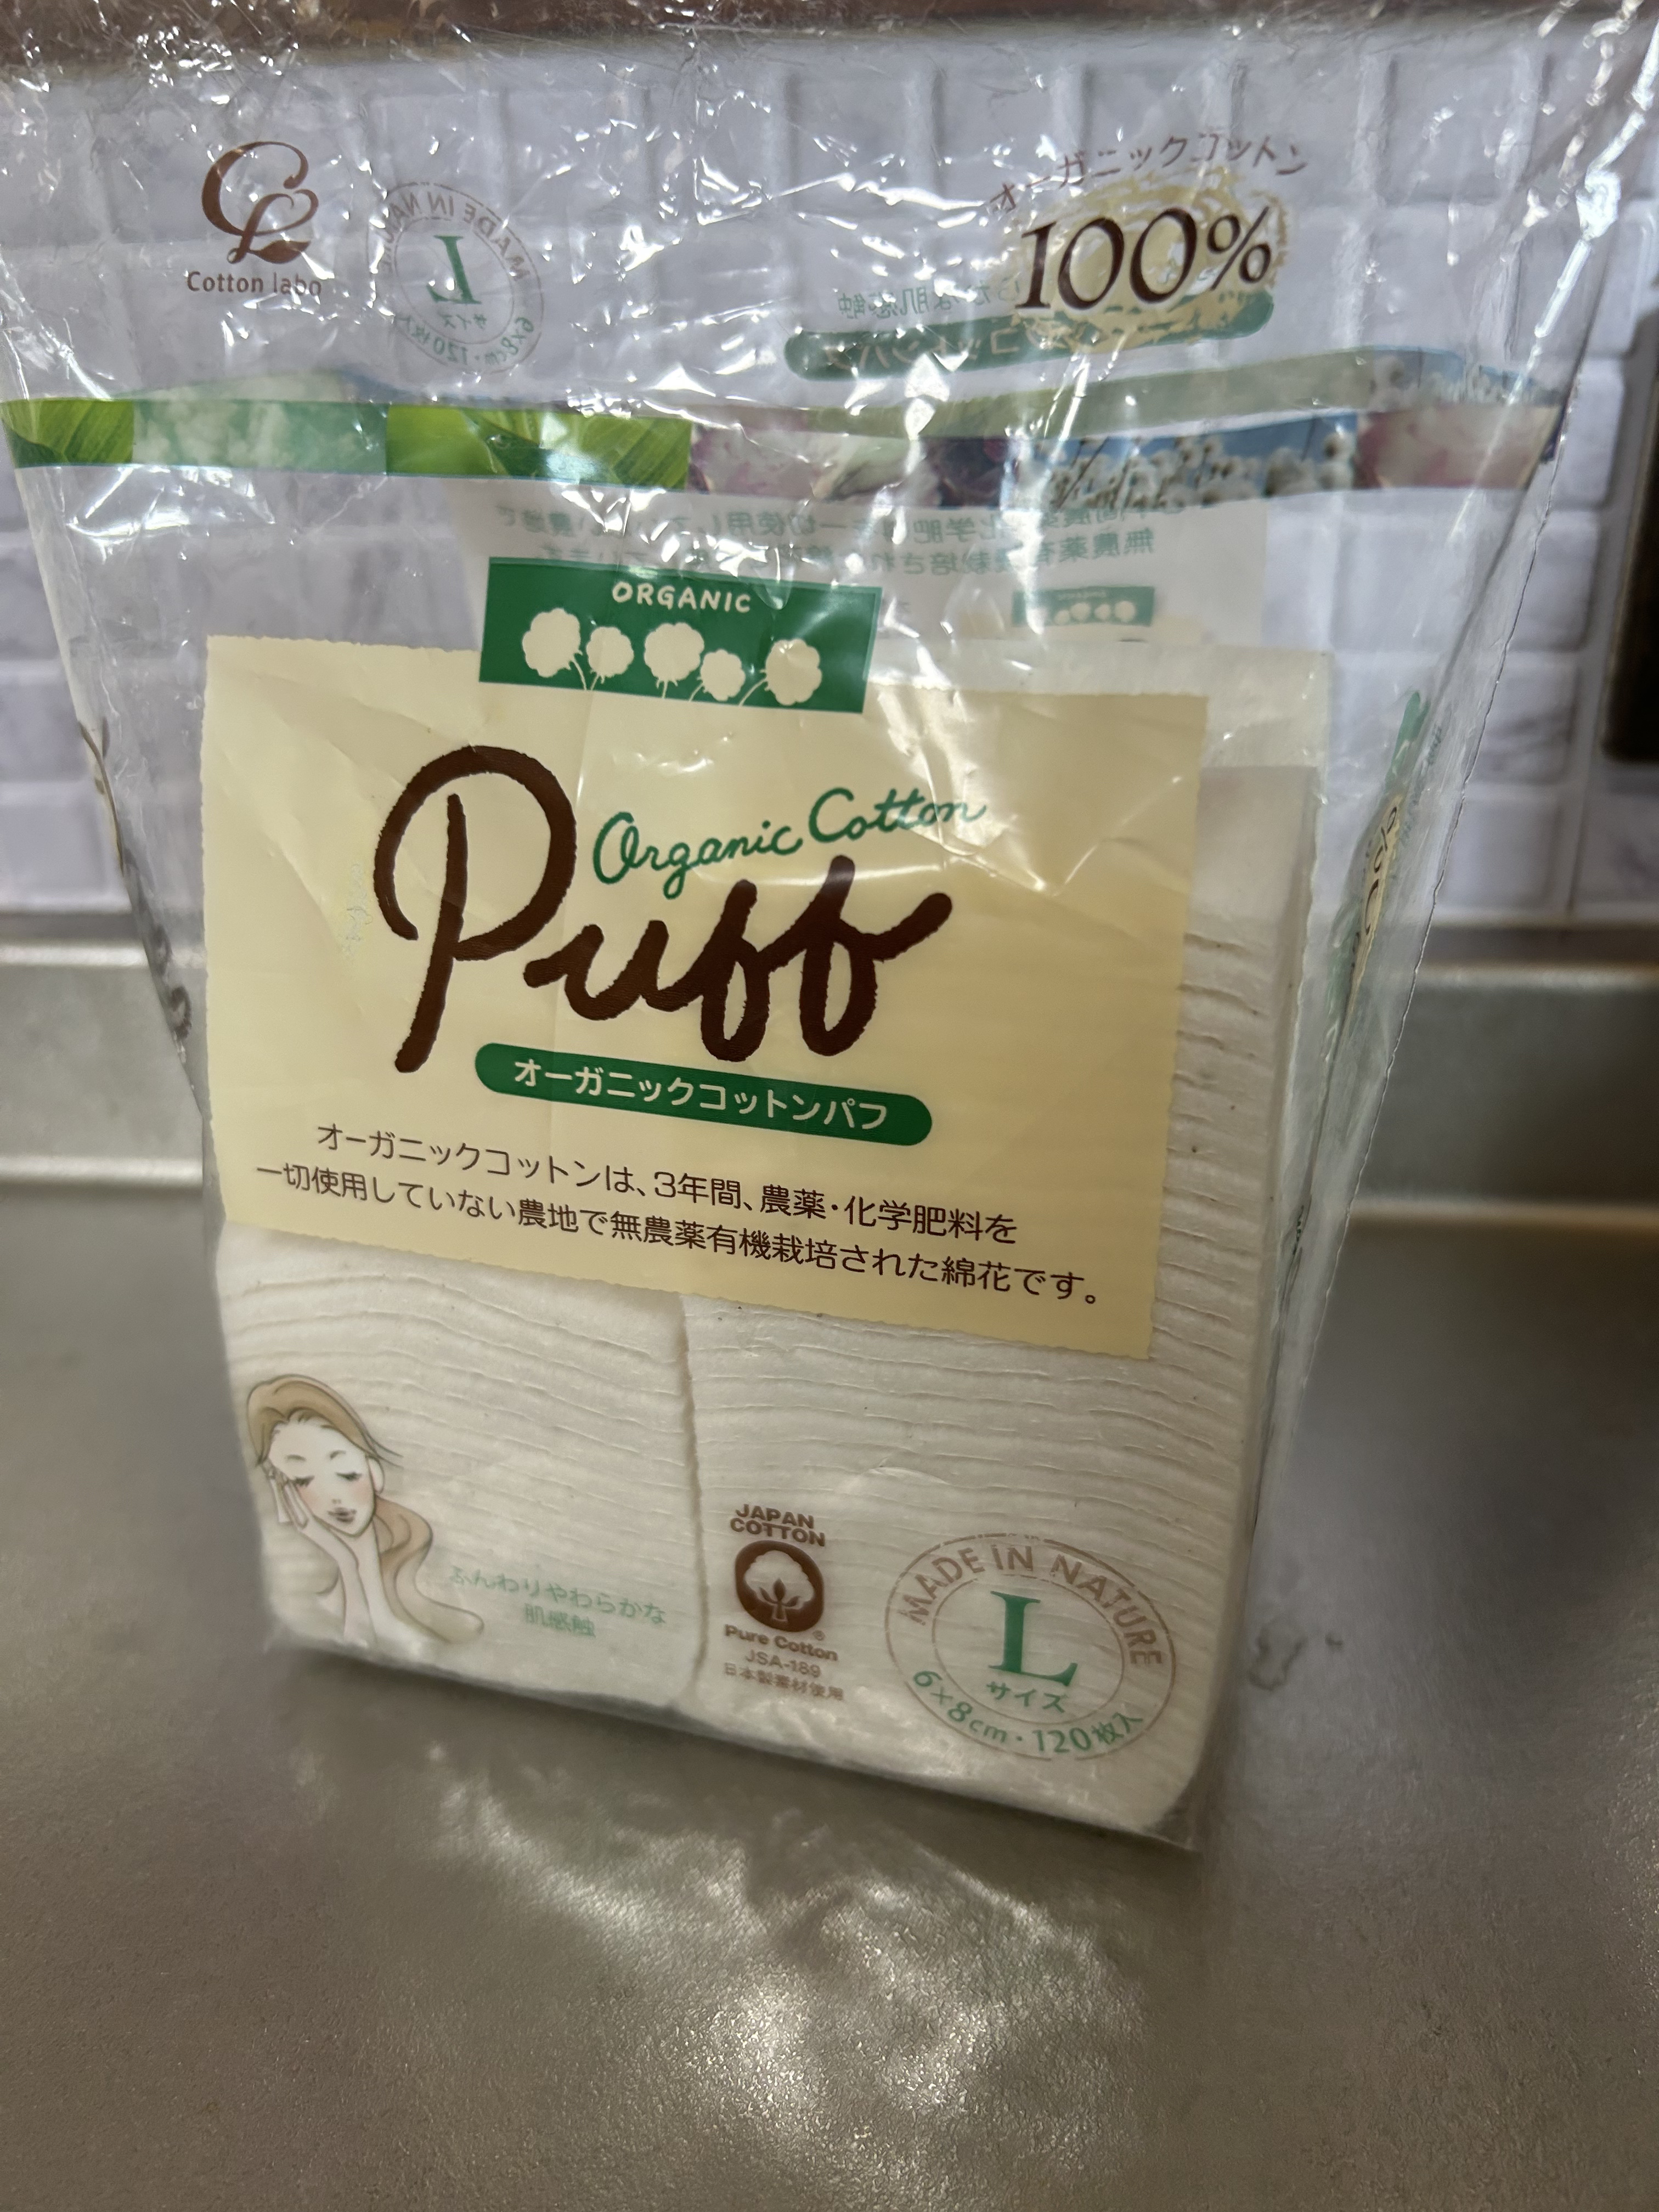 Cotton labo
オーガニックコットン
100%
ORGANIC
Organic Cotton
Puff
オーガニックコットンパフ
オーガニックコットンは、3年間、農薬・化学肥料を
一切使用していない農地で無農薬有機栽培された綿花です。
ふんわりやわらかな
肌感触
JAPAN
COTTON
Pure Cotton
JSA-189
日本製素材使用
MADE IN NATURE
L
サイズ
6×8cm・120枚入